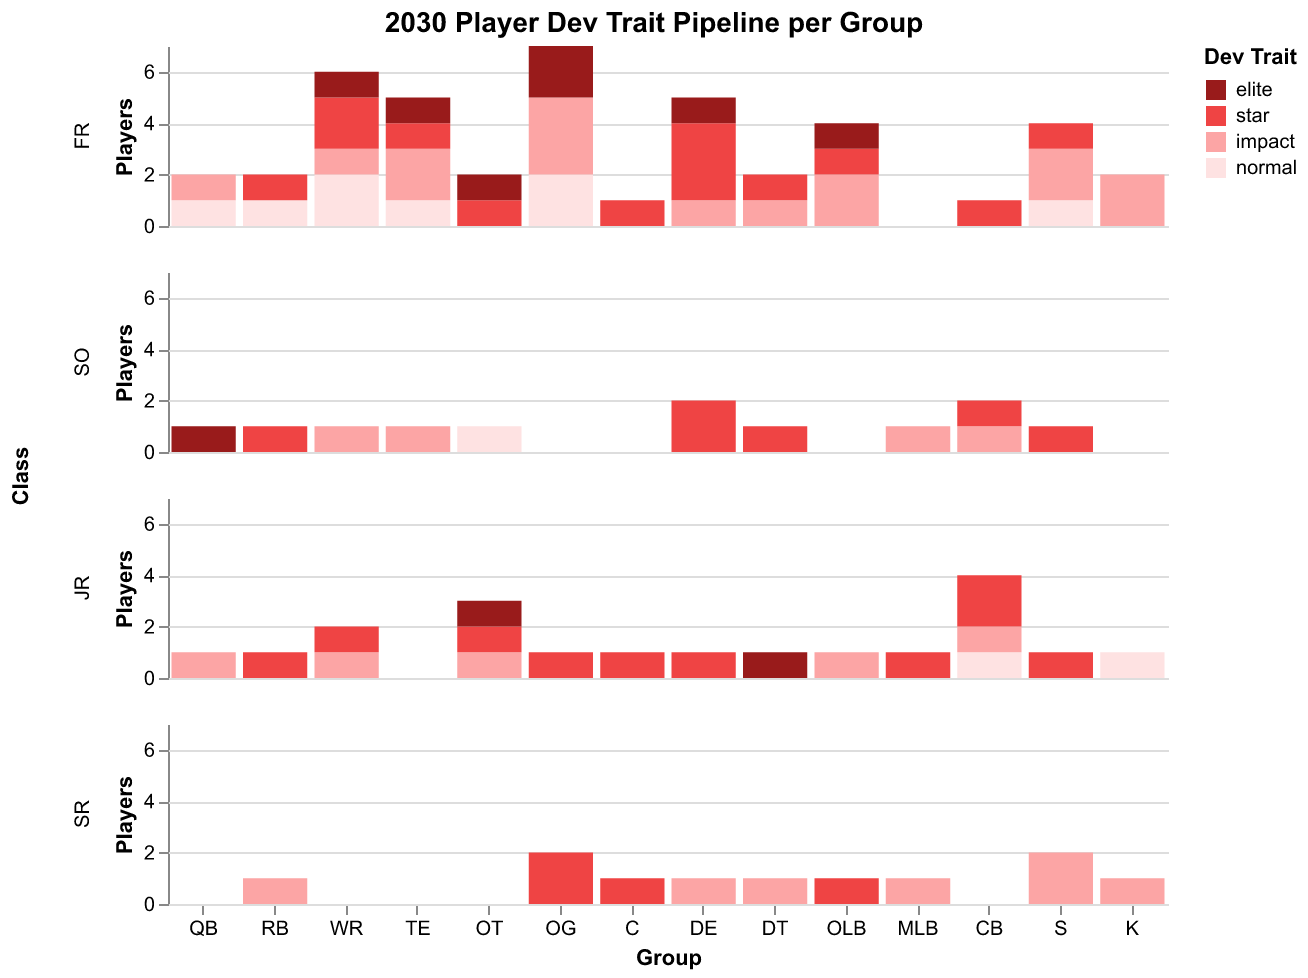 2030 Player Dev Trait Pipeline per Group
Dev Trait
elite
star
impact
normal
Class
FR
Players
6
4
2
0
SO
Players
6
4
2
0
JR
Players
6
4
2
0
SR
Players
6
4
2
0
QB RB WR TE OT OG C DE DT OLB MLB CB S K
Group